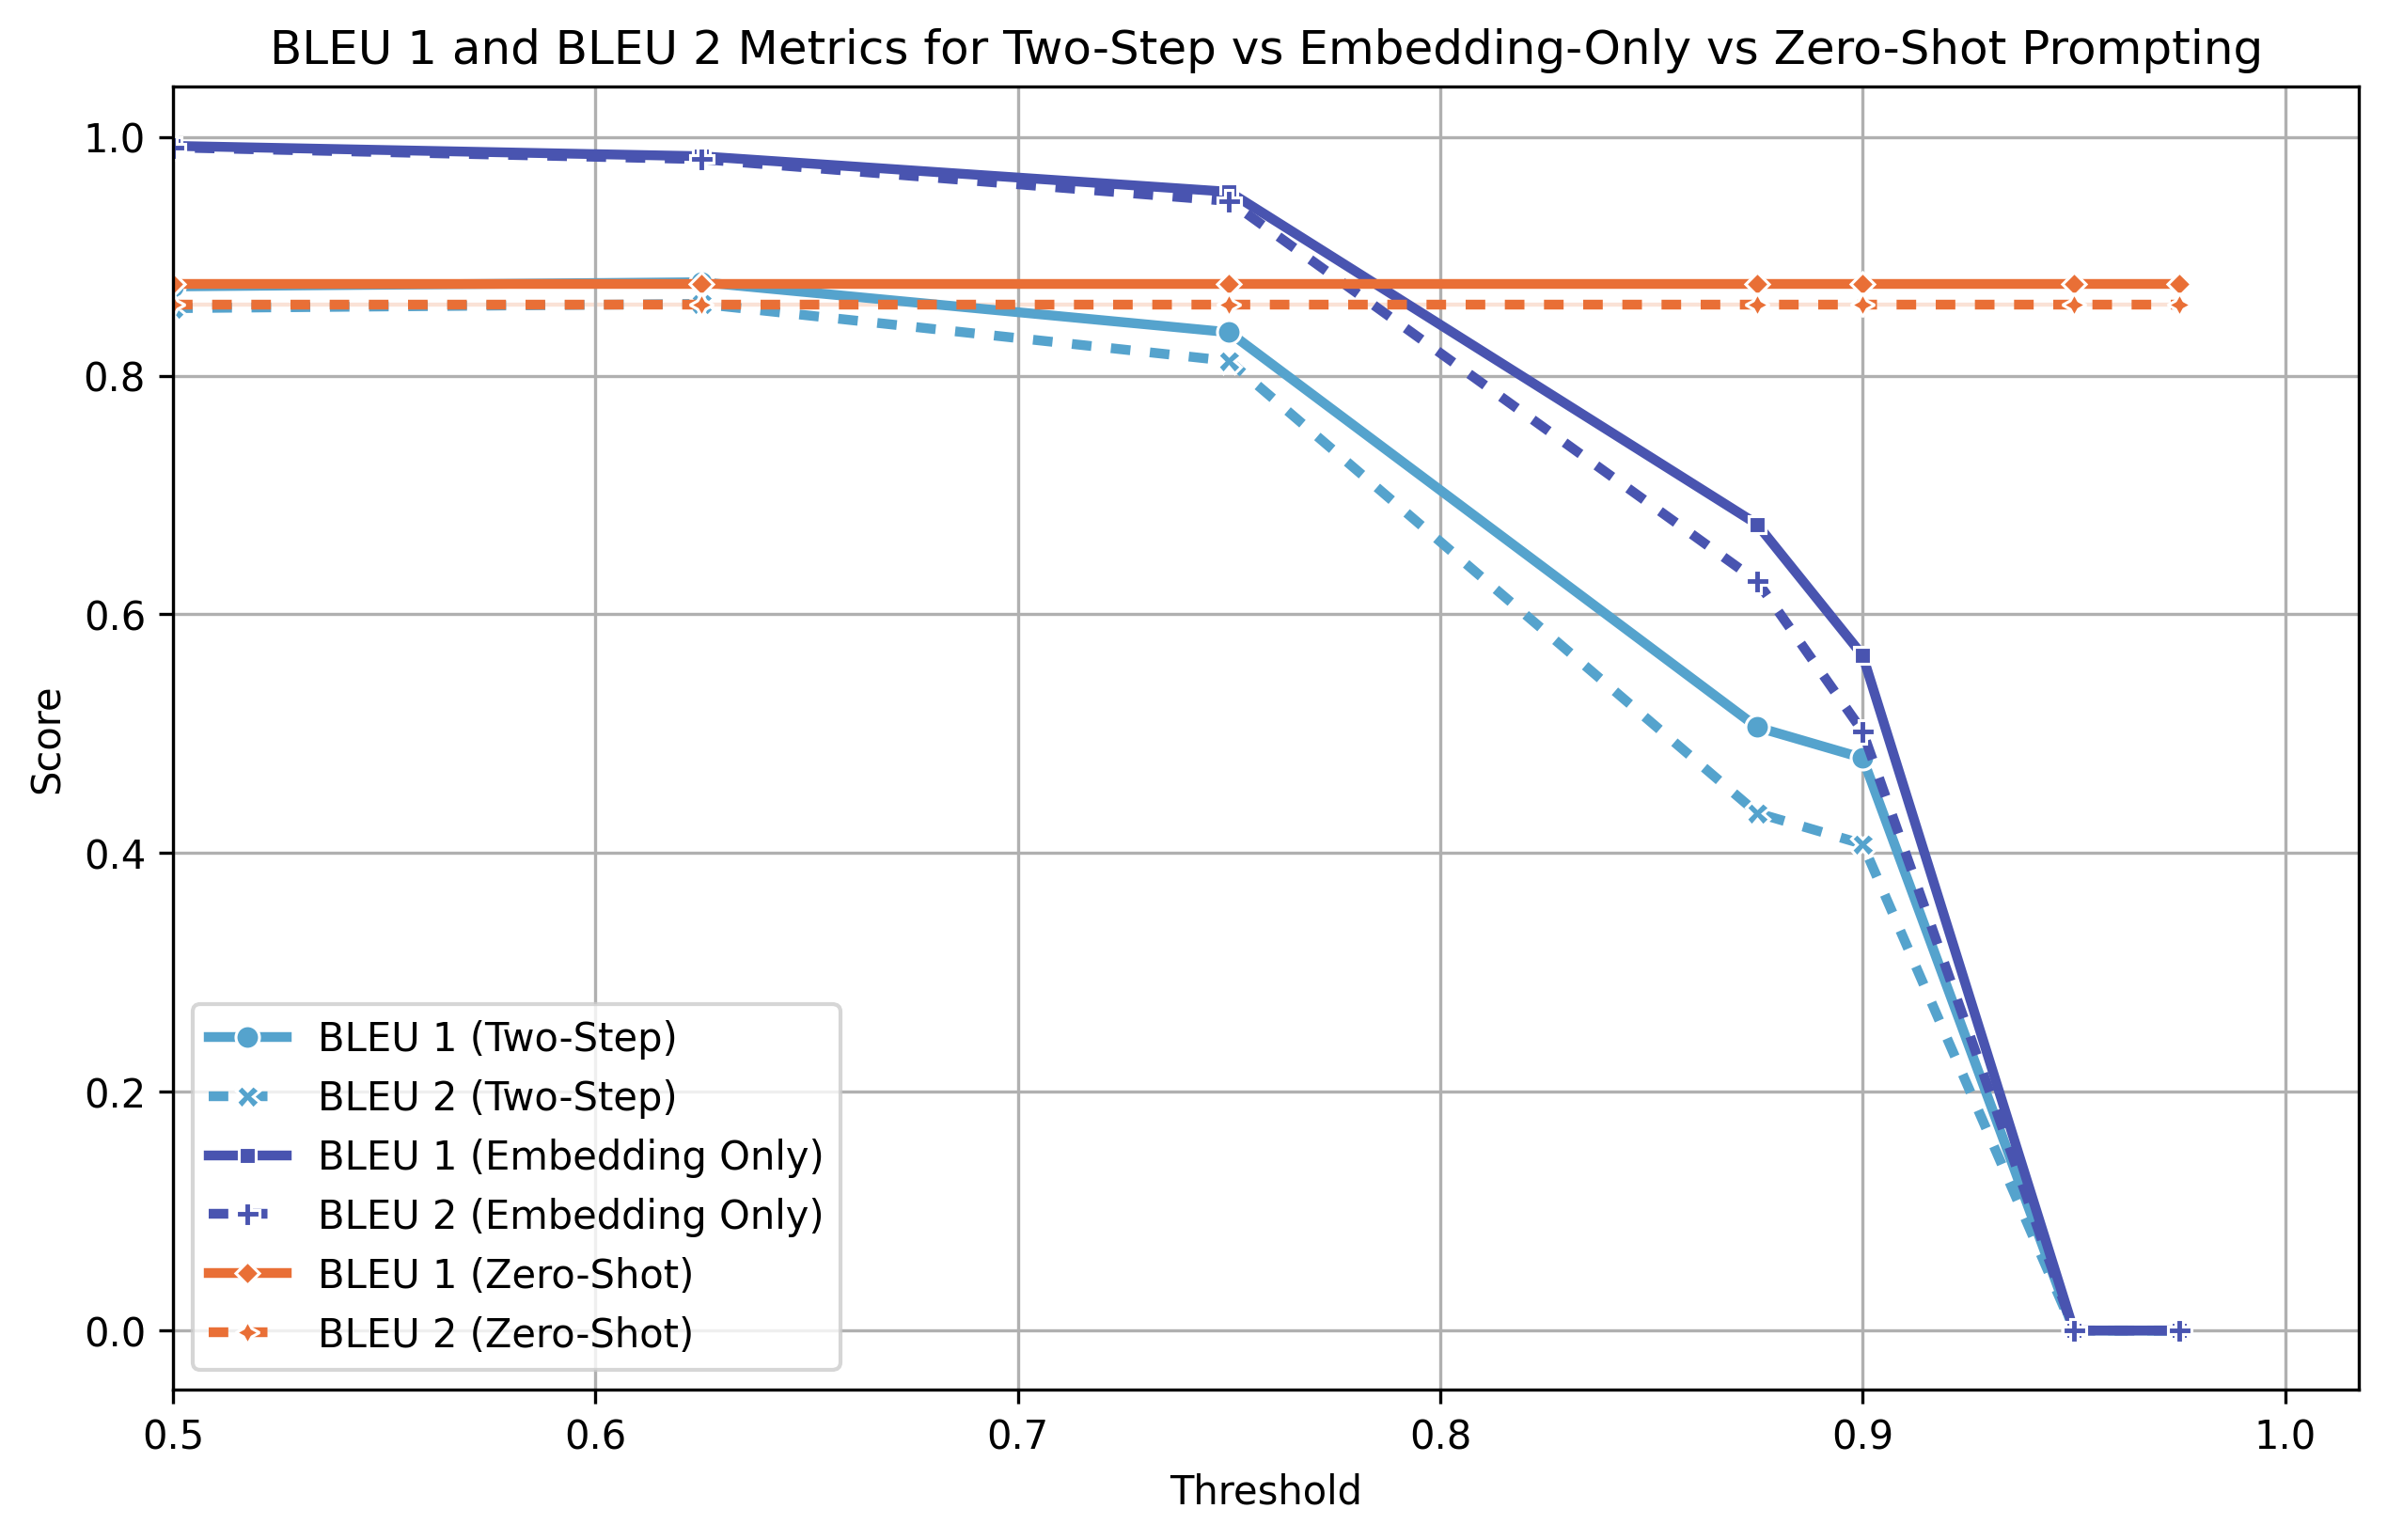 BLEU 1 and BLEU 2 Metrics for Two-Step vs Embedding-Only vs Zero-Shot Prompting
1.0
0.8
0.6
0.4
0.2
0.0
Score
BLEU 1 (Two-Step)
BLEU 2 (Two-Step)
BLEU 1 (Embedding Only)
BLEU 2 (Embedding Only)
BLEU 1 (Zero-Shot)
BLEU 2 (Zero-Shot)
0.5 0.6 0.7 0.8 0.9 1.0
Threshold